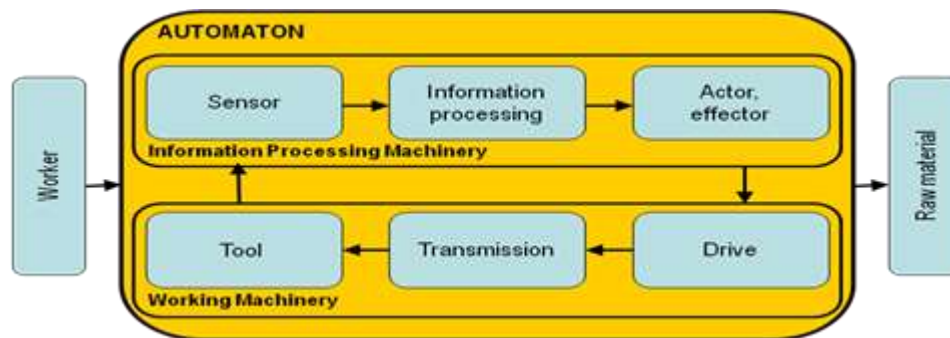 AUTOMATON
Worker
Sensor
Information
processing
Actor,
effector
Information Processing Machinery
Tool
Transmission
Drive
Working Machinery
Raw material